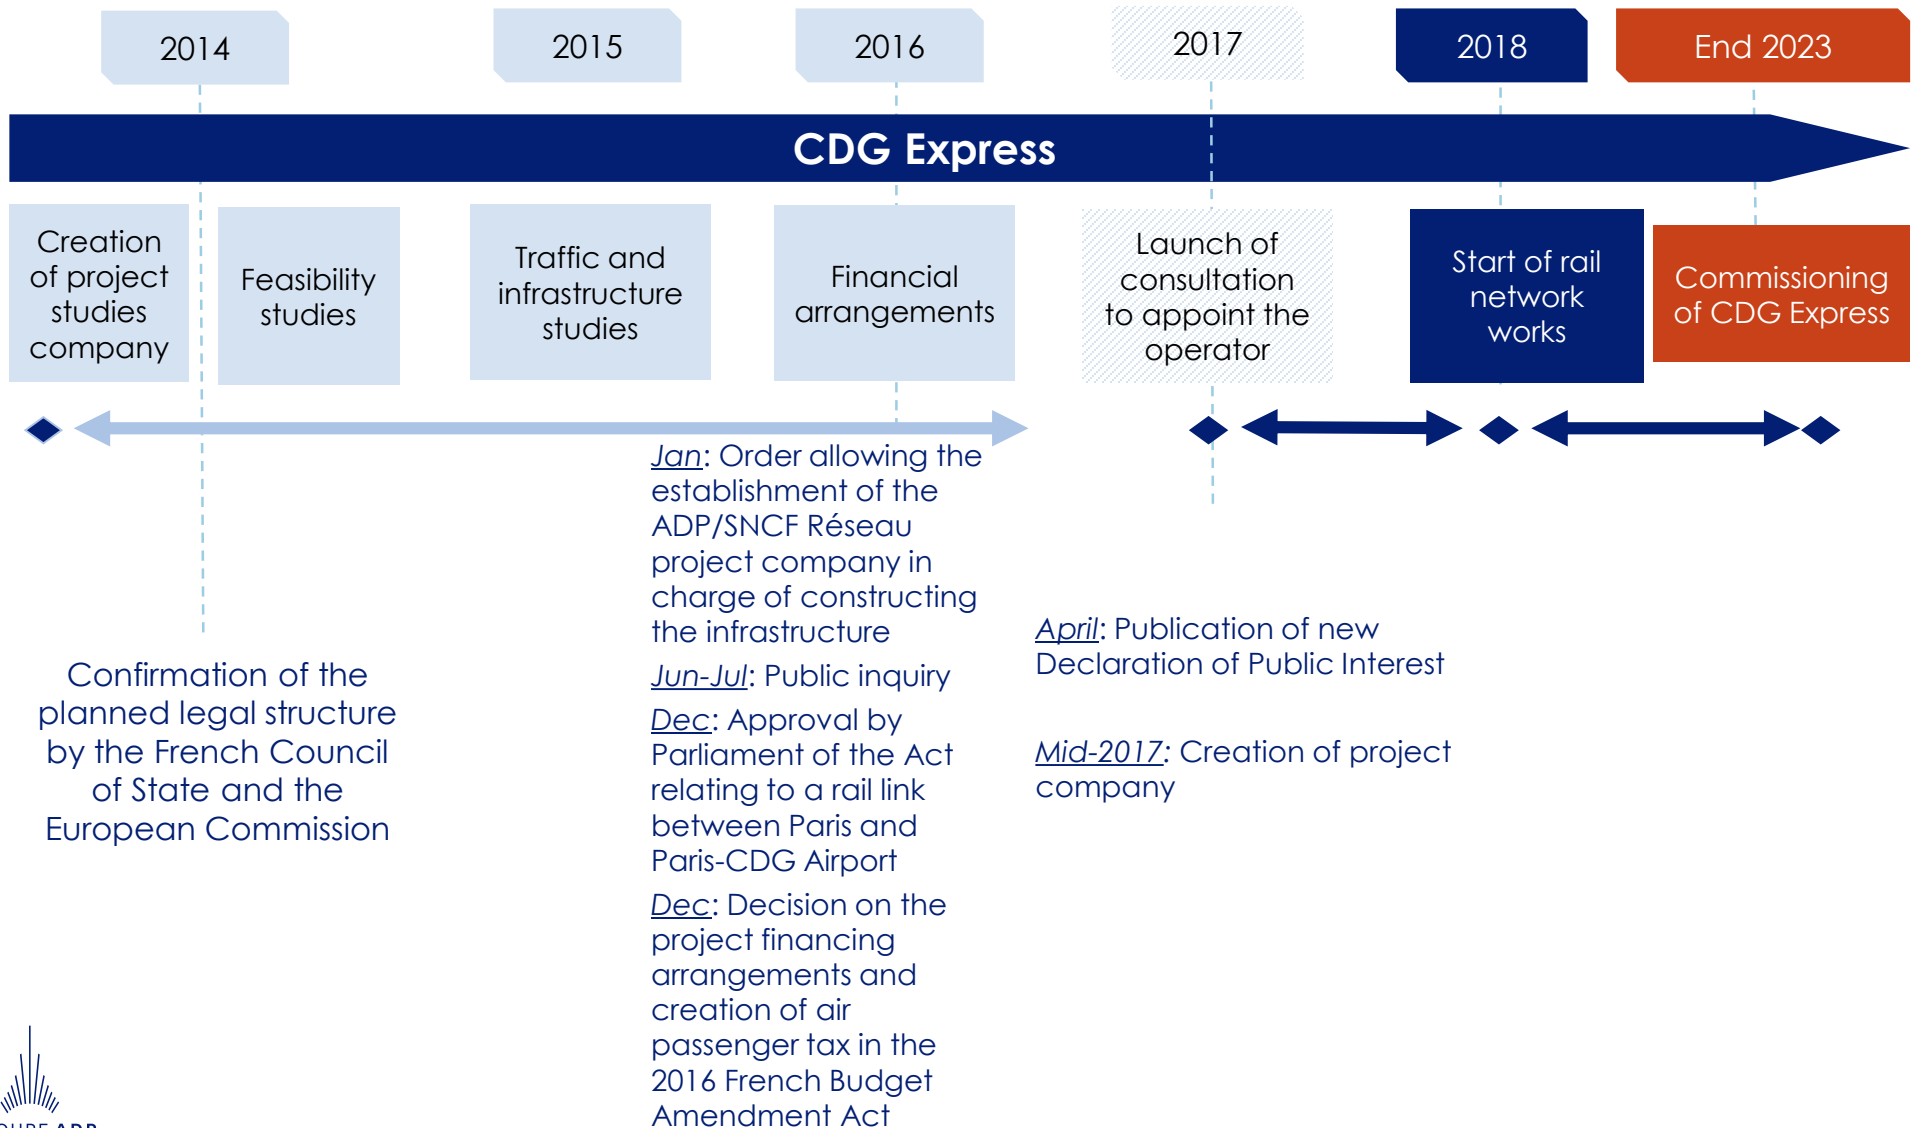 2014
2015
2016
2017
2018
End 2023
CDG Express
Creation
of project
studies
company
Feasibility
studies
Traffic and
infrastructure
studies
Financial
arrangements
Launch of
consultation
to appoint the
operator
Start of rail
network
works
Commissioning
of CDG Express
Confirmation of the
planned legal structure
by the French Council
of State and the
European Commission
Jan: Order allowing the
establishment of the
ADP/SNCF Réseau
project company in
charge of constructing
the infrastructure
Jun-Jul: Public inquiry
Dec: Approval by
Parliament of the Act
relating to a rail link
between Paris and
Paris-CDG Airport
Dec: Decision on the
project financing
arrangements and
creation of air
passenger tax in the
2016 French Budget
Amendment Act
April: Publication of new
Declaration of Public Interest
Mid-2017: Creation of project
company
ADP